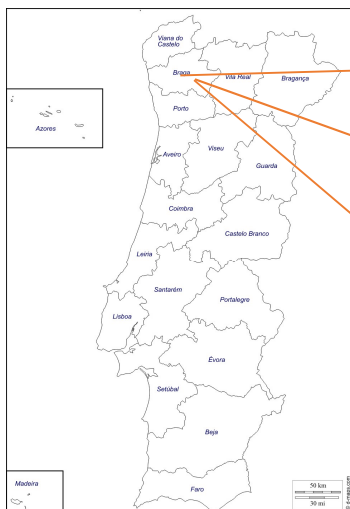 Viana do
Castelo
Braga
Vila Real
Bragança
Porto
Azores
Viseu
Aveiro
Guarda
Coimbra
Castelo Branco
Leiria
Santarém
Portalegre
Lisboa
Évora
Setúbal
Beja
Madeira
Faro
50 km
30 mi
© d-maps.com